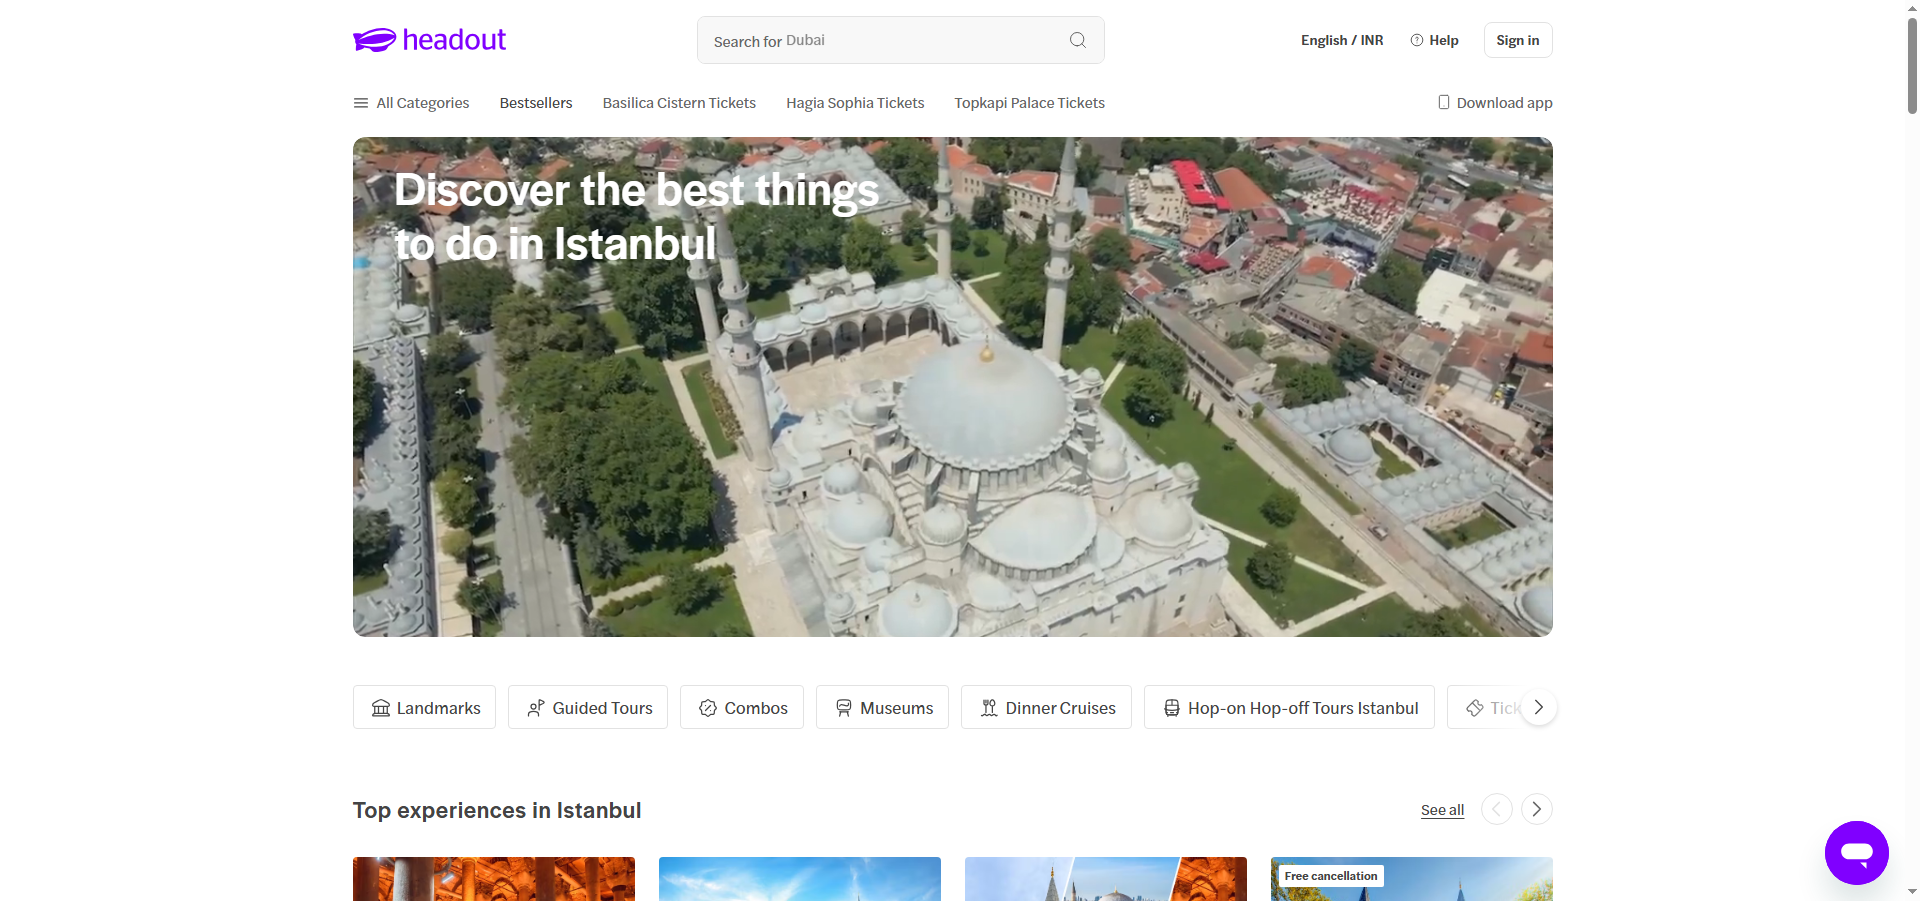 headout
Search for Dubai
English / INR
Help
Sign in
All Categories
Bestsellers
Basilica Cistern Tickets
Hagia Sophia Tickets
Topkapi Palace Tickets
Download app
Discover the best things
to do in Istanbul
Landmarks
Guided Tours
Combos
Museums
Dinner Cruises
Hop-on Hop-off Tours Istanbul
Tick
Top experiences in Istanbul
See all
Free cancellation